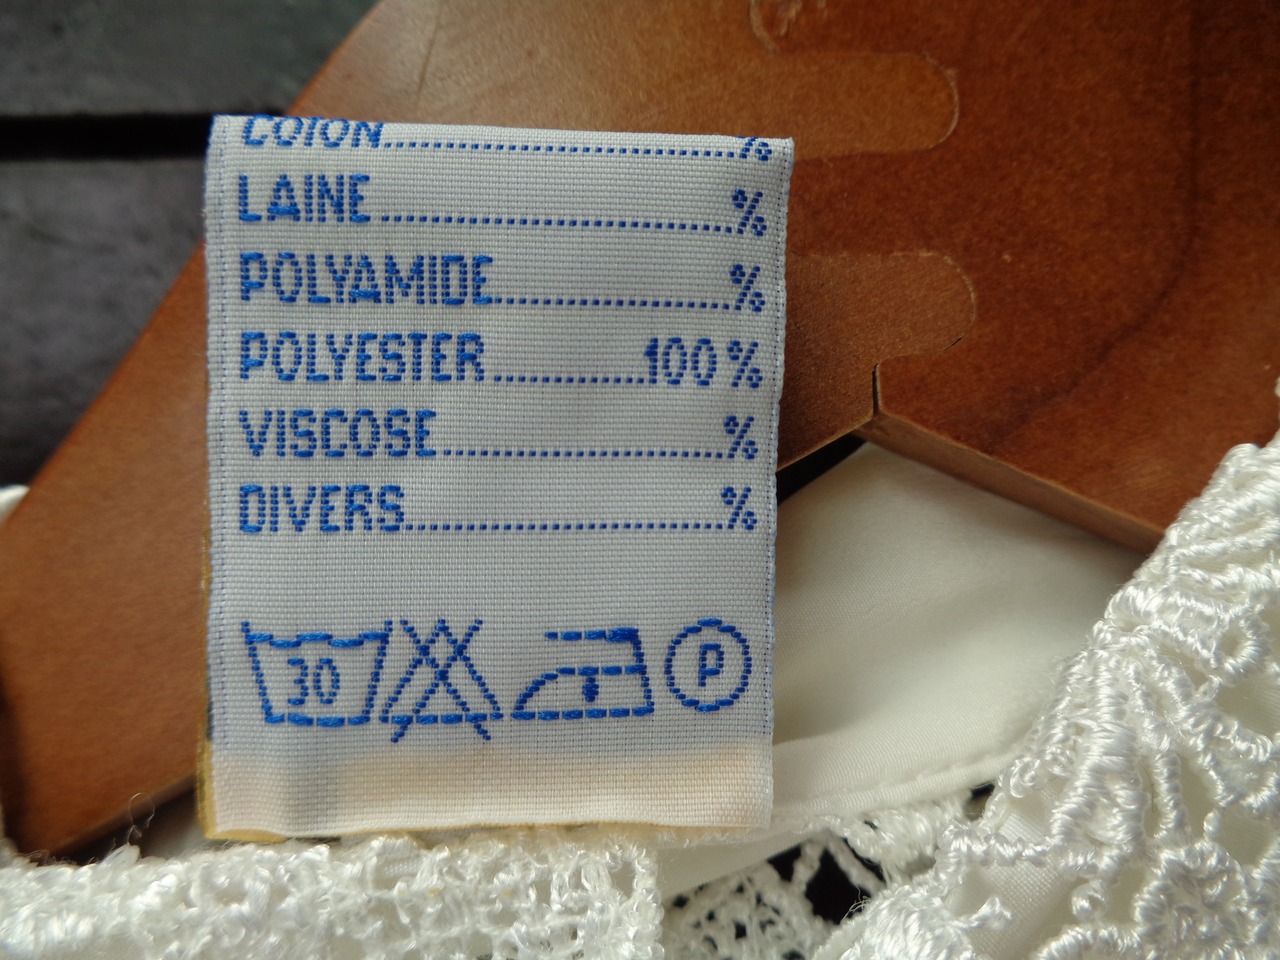 COTON......................................%
LAINE......................................%
POLYAMIDE..........................%
POLYESTER................100%
VISCOSE...............................%
DIVERS...................................%
30 P